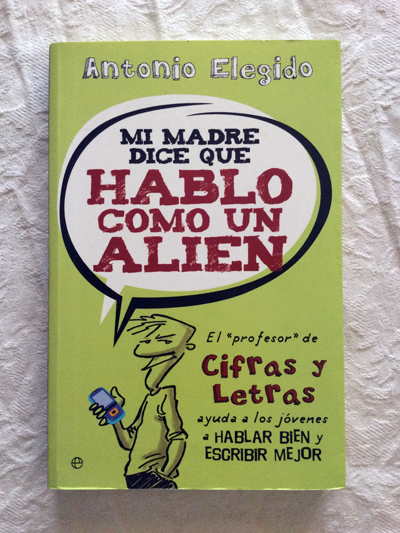 Antonio Elegido
MI MADRE
DICE QUE
HABLO
COMO UN
ALIEN
El "profesor" de
Cifras y
Letras
ayuda a los jóvenes
a HABLAR BIEN y
ESCRIBIR MEJOR
e